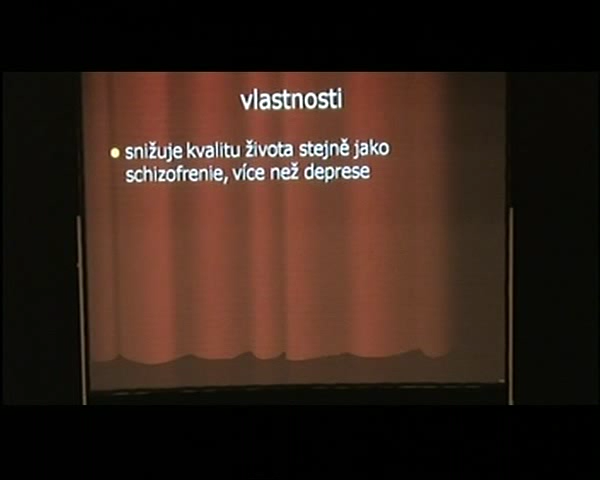 vlastnosti
snižuje kvalitu života stejně jako
schizofrenie, více než deprese